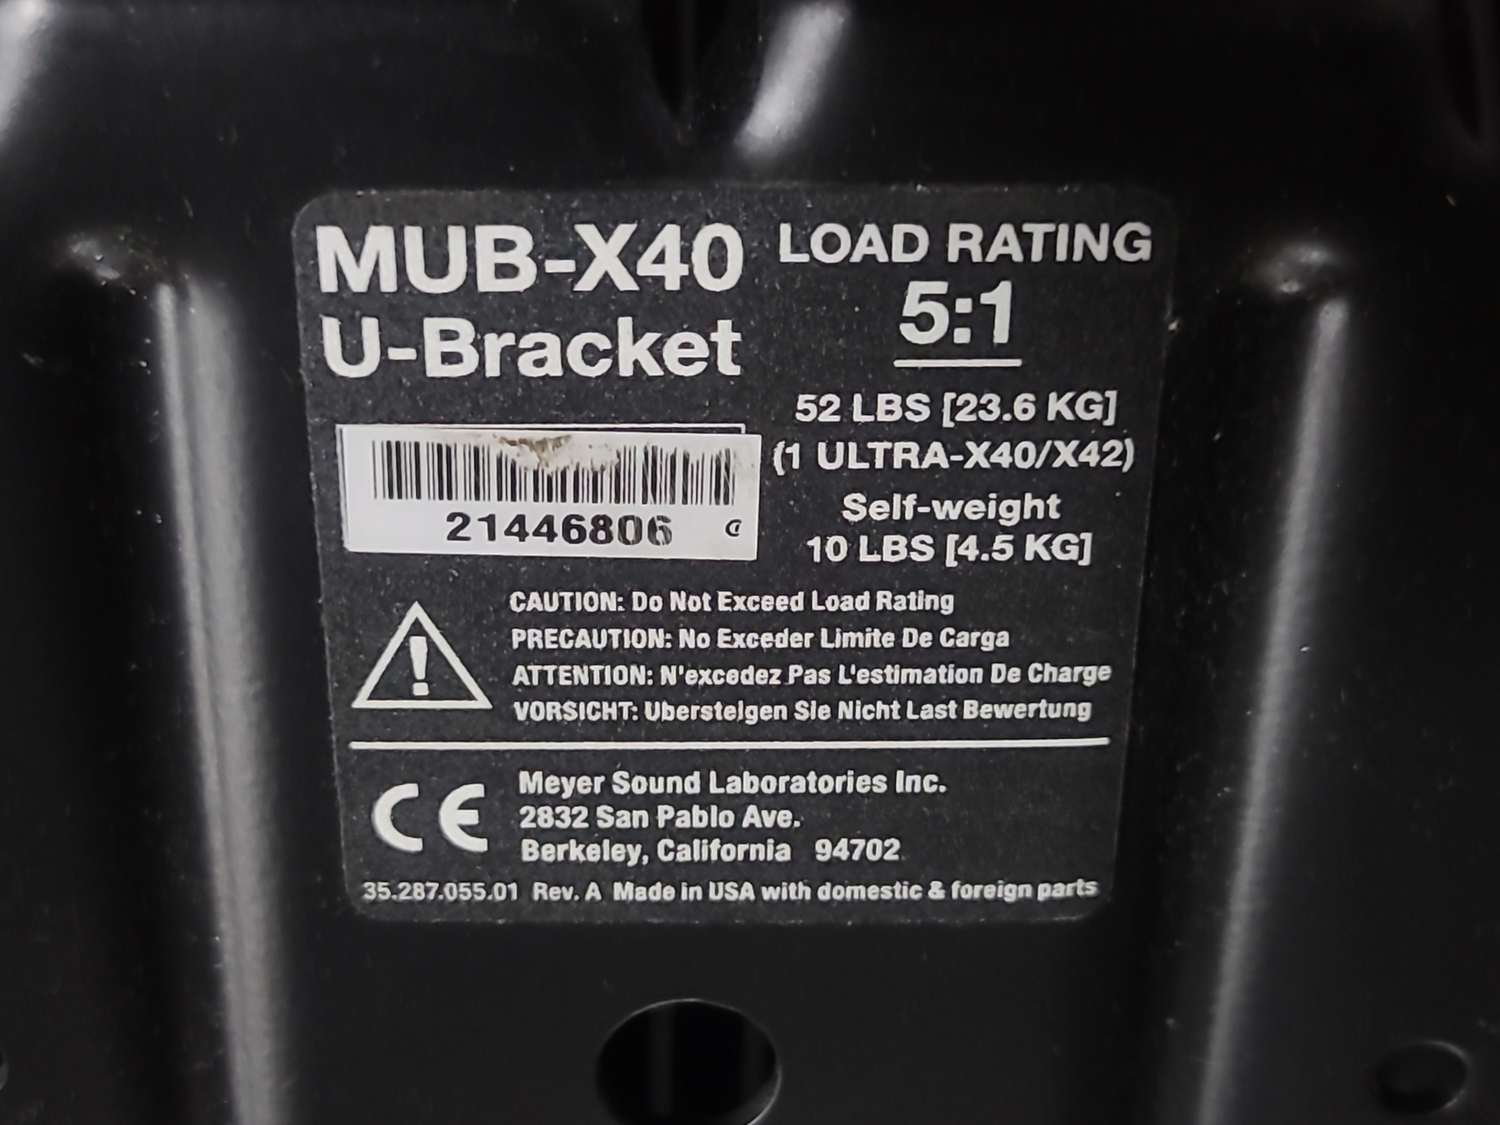 MUB-X40
U-Bracket
21446806
LOAD RATING
5:1
52 LBS [23.6 KG]
(1 ULTRA-X40/X42)
Self-weight
10 LBS [4.5 KG]
CAUTION: Do Not Exceed Load Rating
PRECAUTION: No Exceder Limite De Carga
ATTENTION: N'excedez Pas L'estimation De Charge
VORSICHT: Ubersteigen Sie Nicht Last Bewertung
CE
Meyer Sound Laboratories Inc.
2832 San Pablo Ave.
Berkeley, California 94702
35.287.055.01 Rev. A Made in USA with domestic & foreign parts